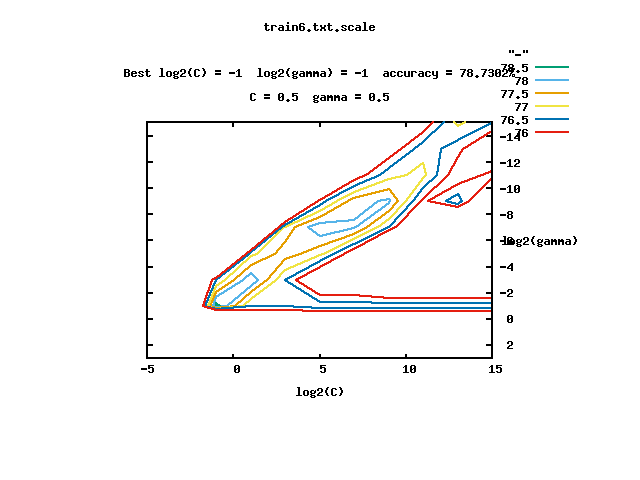 train6.txt.scale
"-"
Best log2(C) = -1  log2(gamma) = -1  accuracy = 78.7302%
C = 0.5  gamma = 0.5
78.5
78
77.5
77
76.5
76
-14
-12
-10
-8
-6
-4
-2
0
2
log2(gamma)
-5 0 5 10 15
log2(C)